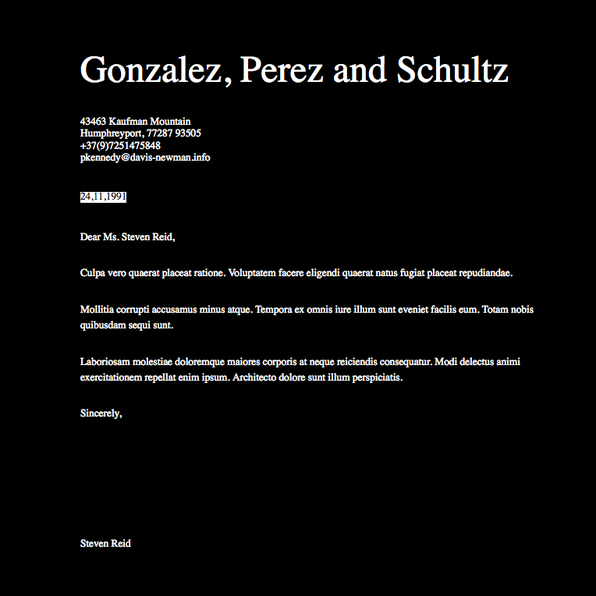 Gonzalez, Perez and Schultz
43463 Kaufman Mountain
Humphreyport, 77287 93505
+37(9)7251475848
pkennedy@davis-newman.info
24,11,1991
Dear Ms. Steven Reid,
Culpa vero quaerat placeat ratione. Voluptatem facere eligendi quaerat natus fugiat placeat repudiandae.
Mollitia corrupti accusamus minus atque. Tempora ex omnis iure illum sunt eveniet facilis eum. Totam nobis
quibusdam sequi sunt.
Laboriosam molestiae doloremque maiores corporis at neque reiciendis consequatur. Modi delectus animi
exercitationem repellat enim ipsum. Architecto dolore sunt illum perspiciatis.
Sincerely,
Steven Reid